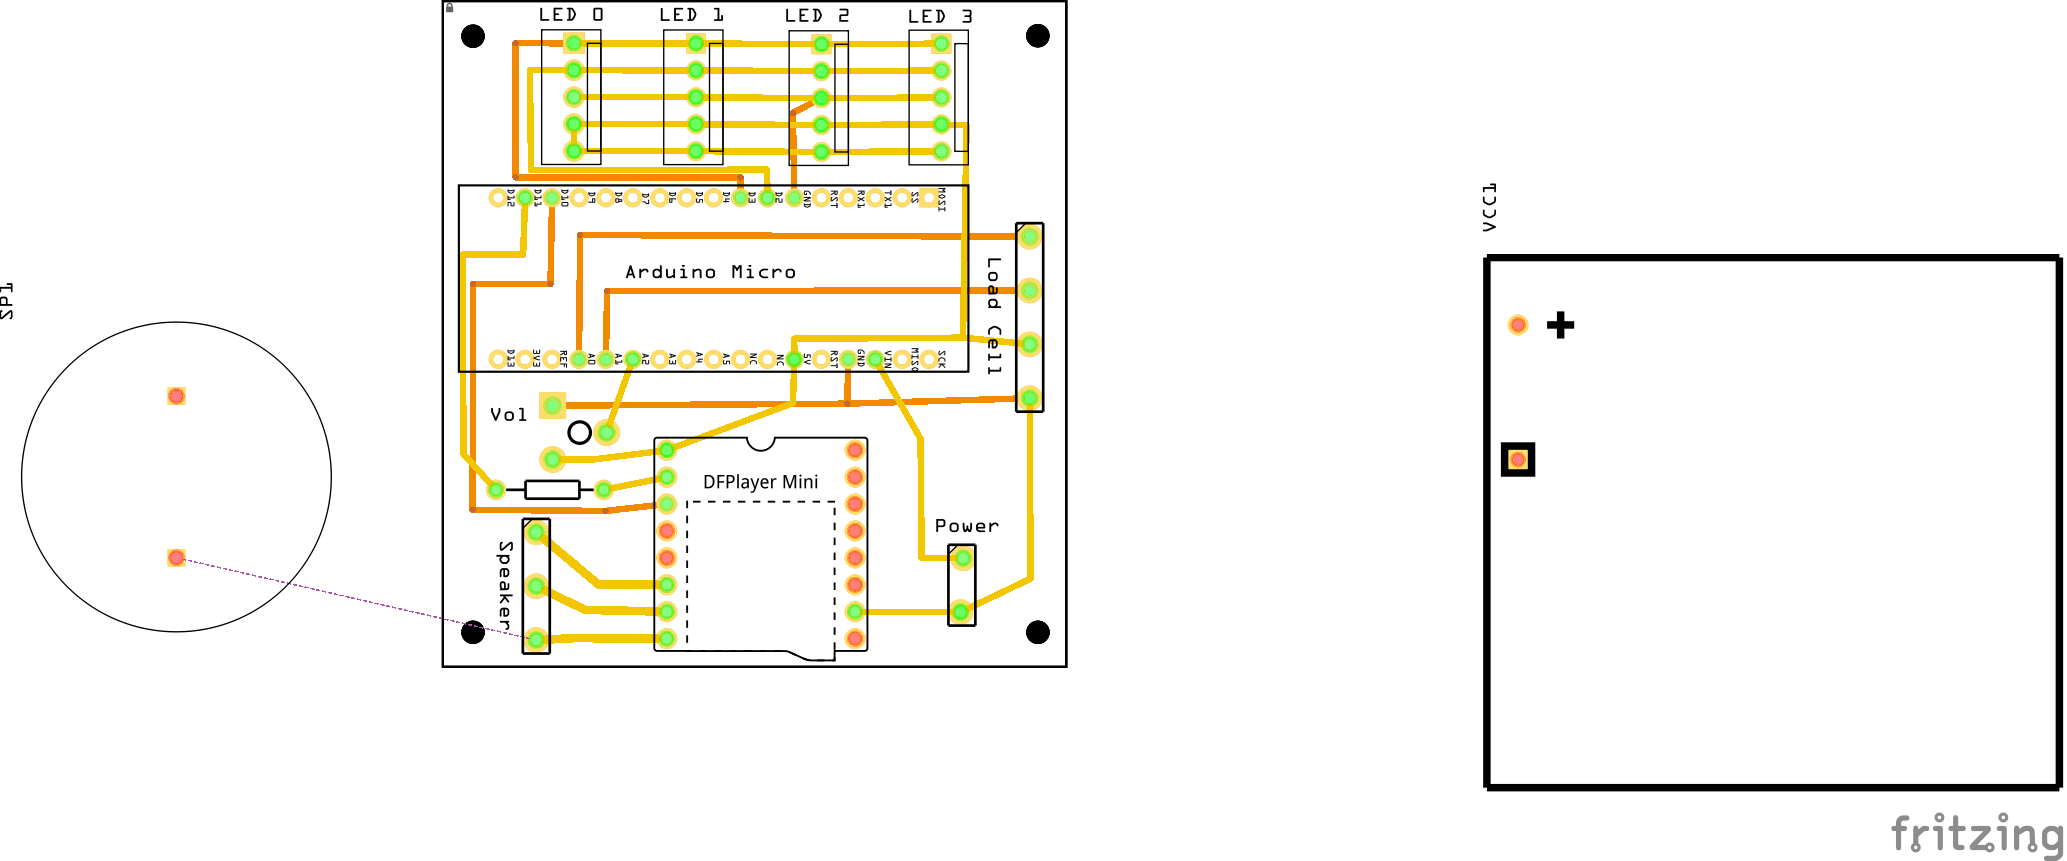 LED 0
LED 1
LED 2
LED 3
D12
D11
D10
D9
D8
D7
D6
D5
D4
D3
D2
GND
RST
RX1
TX1
SS
MOSI
Arduino Micro
Load Cell
D13
3V3
REF
A0
A1
A2
A3
A4
A5
NC
NC
5V
RST
GND
VIN
MISO
SCK
Vol
DFPlayer Mini
Speaker
Power
SP1
VCC1
+
fritzing